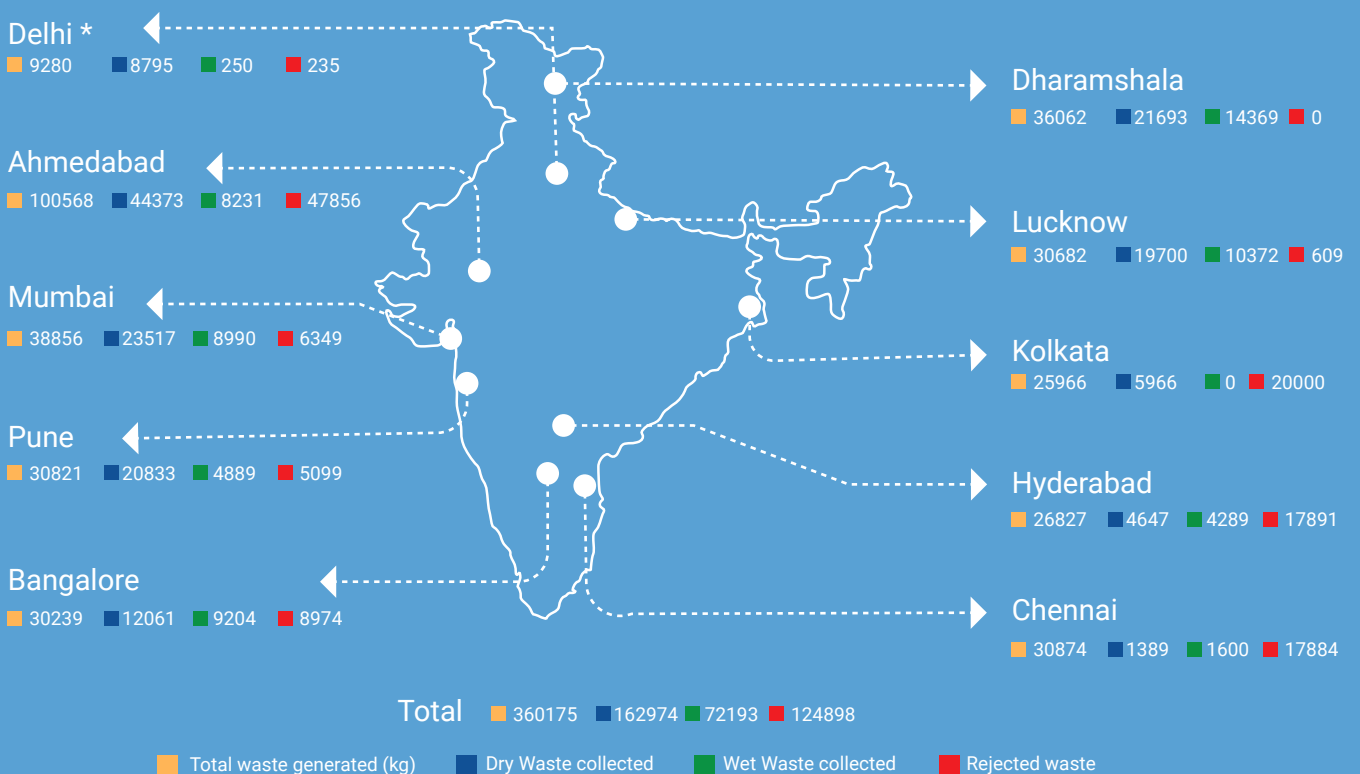 Delhi *
9280 8795 250 235
Ahmedabad
100568 44373 8231 47856
Mumbai
38856 23517 8990 6349
Pune
30821 20833 4889 5099
Bangalore
30239 12061 9204 8974
Dharamshala
36062 21693 14369 0
Lucknow
30682 19700 10372 609
Kolkata
25966 5966 0 20000
Hyderabad
26827 4647 4289 17891
Chennai
30874 1389 1600 17884
Total 360175 162974 72193 124898
Total waste generated (kg) Dry Waste collected Wet Waste collected Rejected waste